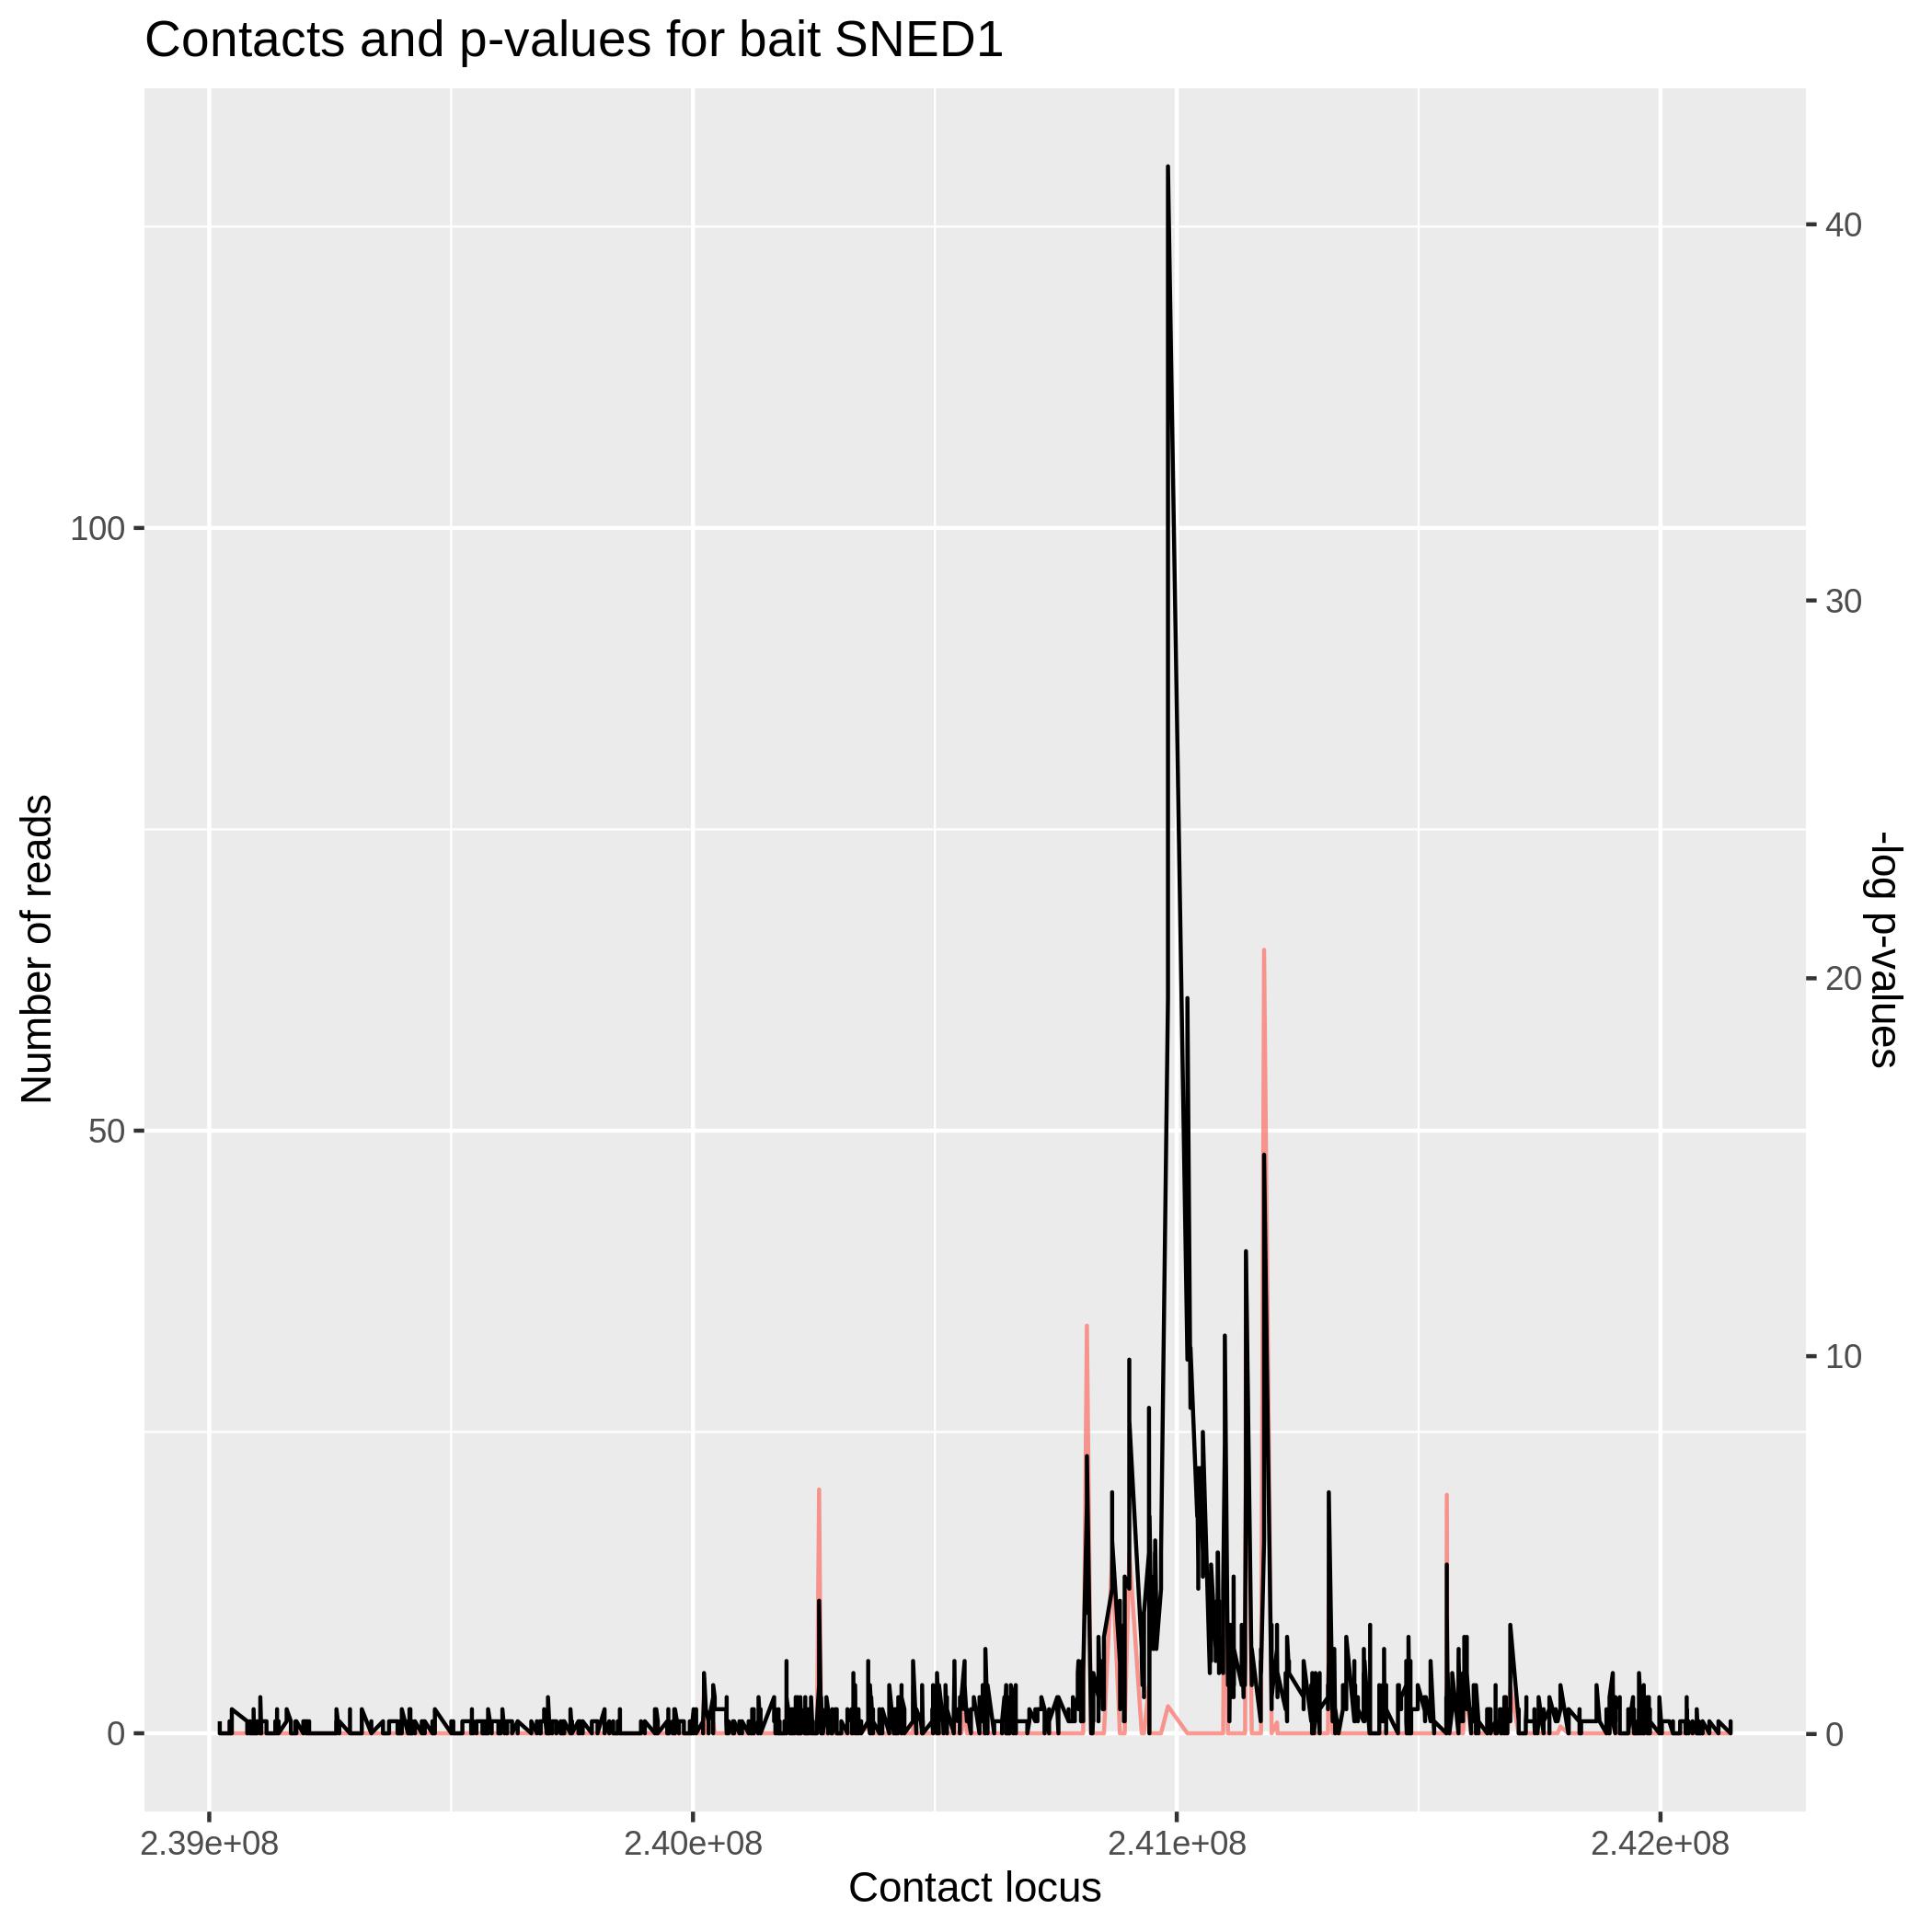 Contacts and p-values for bait SNED1
Number of reads
100
50
0
40
30
20
10
0
-log p-values
2.39e+08
2.40e+08
2.41e+08
2.42e+08
Contact locus